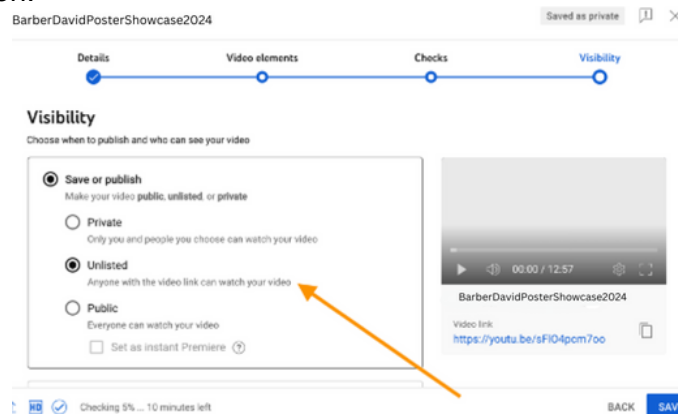 BarberDavidPosterShowcase2024
Saved as private
Details
Video elements
Checks
Visibility
Visibility
Choose when to publish and who can see your video
Save or publish
Make your video public, unlisted, or private
Private
Only you and people you choose can watch your video
Unlisted
Anyone with the video link can watch your video
Public
Everyone can watch your video
Set as instant Premiere
00:00 / 12:57
BarberDavidPosterShowcase2024
Video link
https://youtu.be/sFIO4pcm7oo
HD
Checking 5% ... 10 minutes left
BACK
SAV